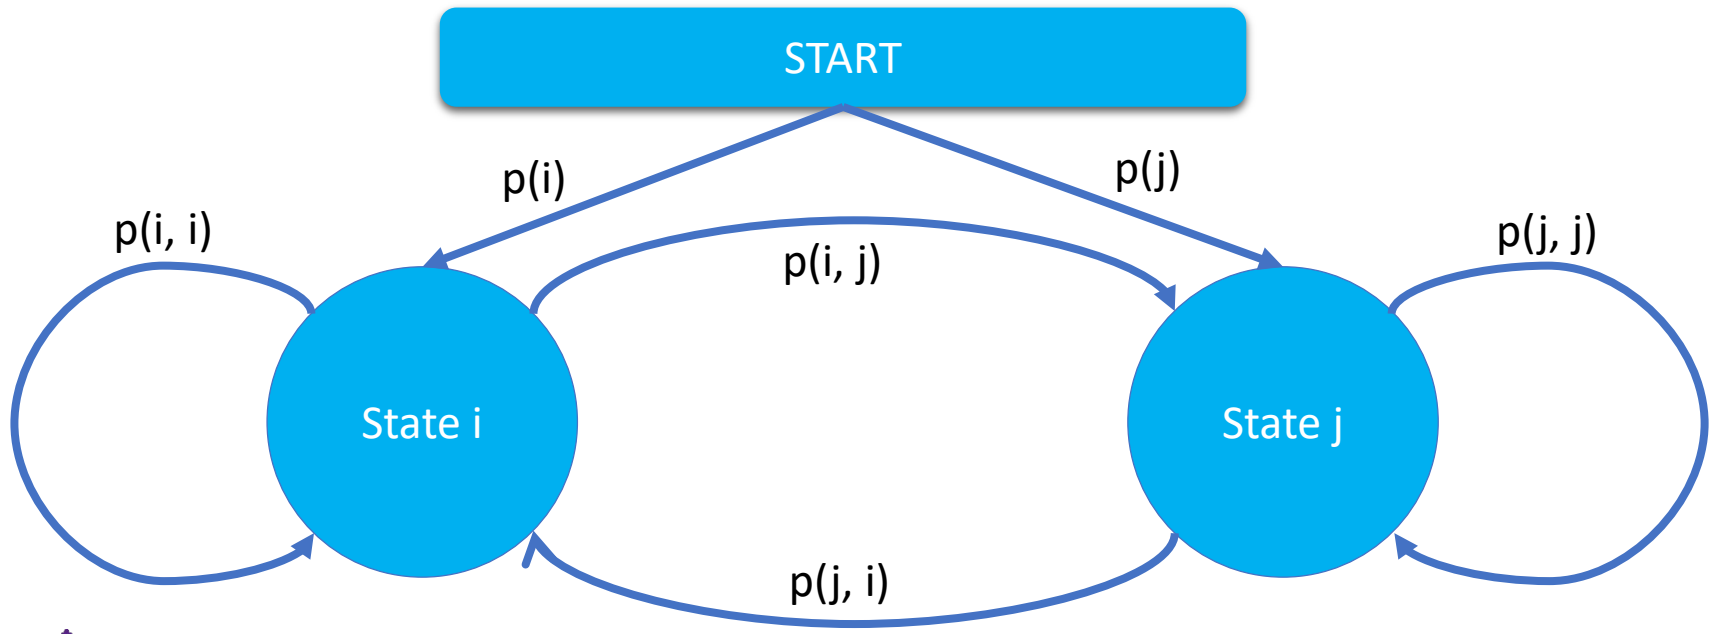 START
p(i)
p(j)
p(i, i)
p(i, j)
p(j, j)
State i
State j
p(j, i)